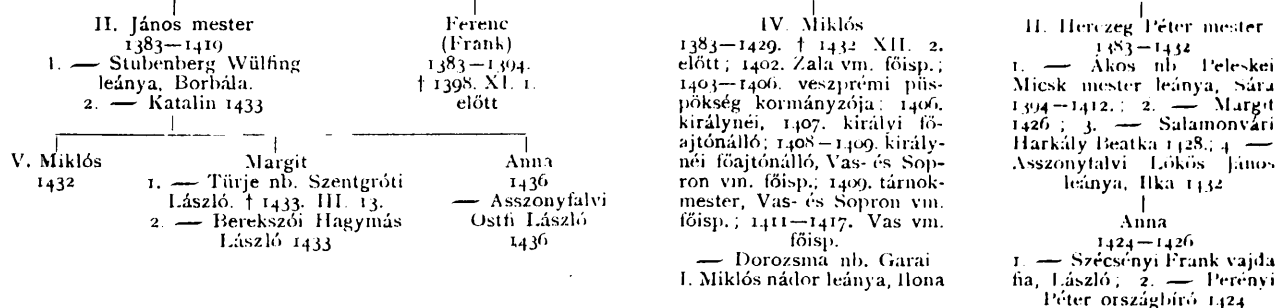 II. János mester
1383—1419
1. — Stubenberg Wülfing
leánya, Borbála.
2. — Katalin 1433
Ferenc
(Frank)
1383—1394.
† 1398. XI. 1.
előtt
V. Miklós
1432
Margit
1. — Türje nb. Szentgróti
László. † 1433. III. 13.
2. — Berekszói Hagymás
László 1433
Anna
1436
— Asszonyfalvi
Ostfi László
1436
IV. Miklós
1383—1429. † 1432 XII. 2.
előtt; 1402. Zala vm. főisp.;
1403—1406. veszprémi püs-
pökség kormányzója; 1406.
királynéi, 1407. királyi fő-
ajtónálló; 1408—1409. király-
néi főajtónálló, Vas- és Sop-
ron vm. főisp.; 1409. tárnok-
mester, Vas- és Sopron vm.
főisp.; 1411—1417. Vas vm.
főisp.
— Dorozsma nb. Garai
I. Miklós nádor leánya, Ilona
II. Herczeg Péter mester
1383—1432
1. — Ákos nb. Peleskei
Micsk mester leánya, Sára
1394—1412.; 2. — Margit
1426; 3. — Salamonvári
Harkály Beatka 1428.; 4 —
Asszonyfalvi Lökös János
leánya, Ilka 1432
Anna
1424—1426
1. — Szécsényi Frank vajda
fia, László; 2. — Perényi
Péter országbíró 1424